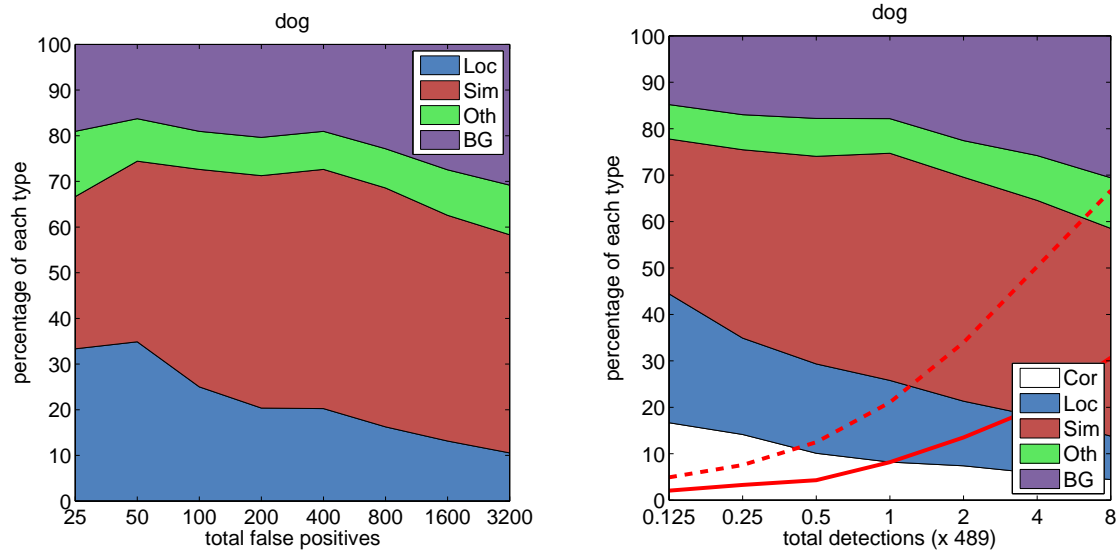 dog
percentage of each type
100
90
80
70
60
50
40
30
20
10
0
25 50 100 200 400 800 1600 3200
total false positives
Loc
Sim
Oth
BG
dog
percentage of each type
100
90
80
70
60
50
40
30
20
10
0
0.125 0.25 0.5 1 2 4 8
total detections (x 489)
Cor
Loc
Sim
Oth
BG